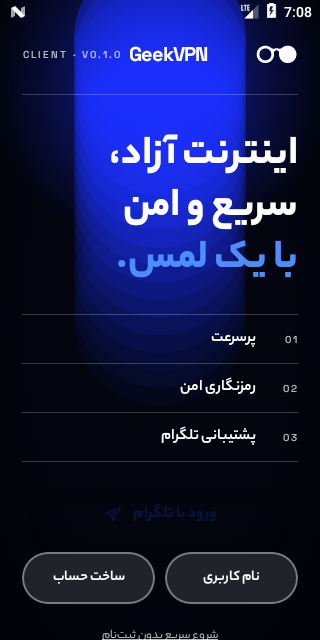 7:08
LTE
CLIENT · V0.1.0 GeekVPN
اینترنت آزاد،
سریع و امن
با یک لمس.
01 پرسرعت
02 رمزنگاری امن
03 پشتیبانی تلگرام
ورود با تلگرام
نام کاربری
ساخت حساب
شروع سریع بدون ثبت‌نام